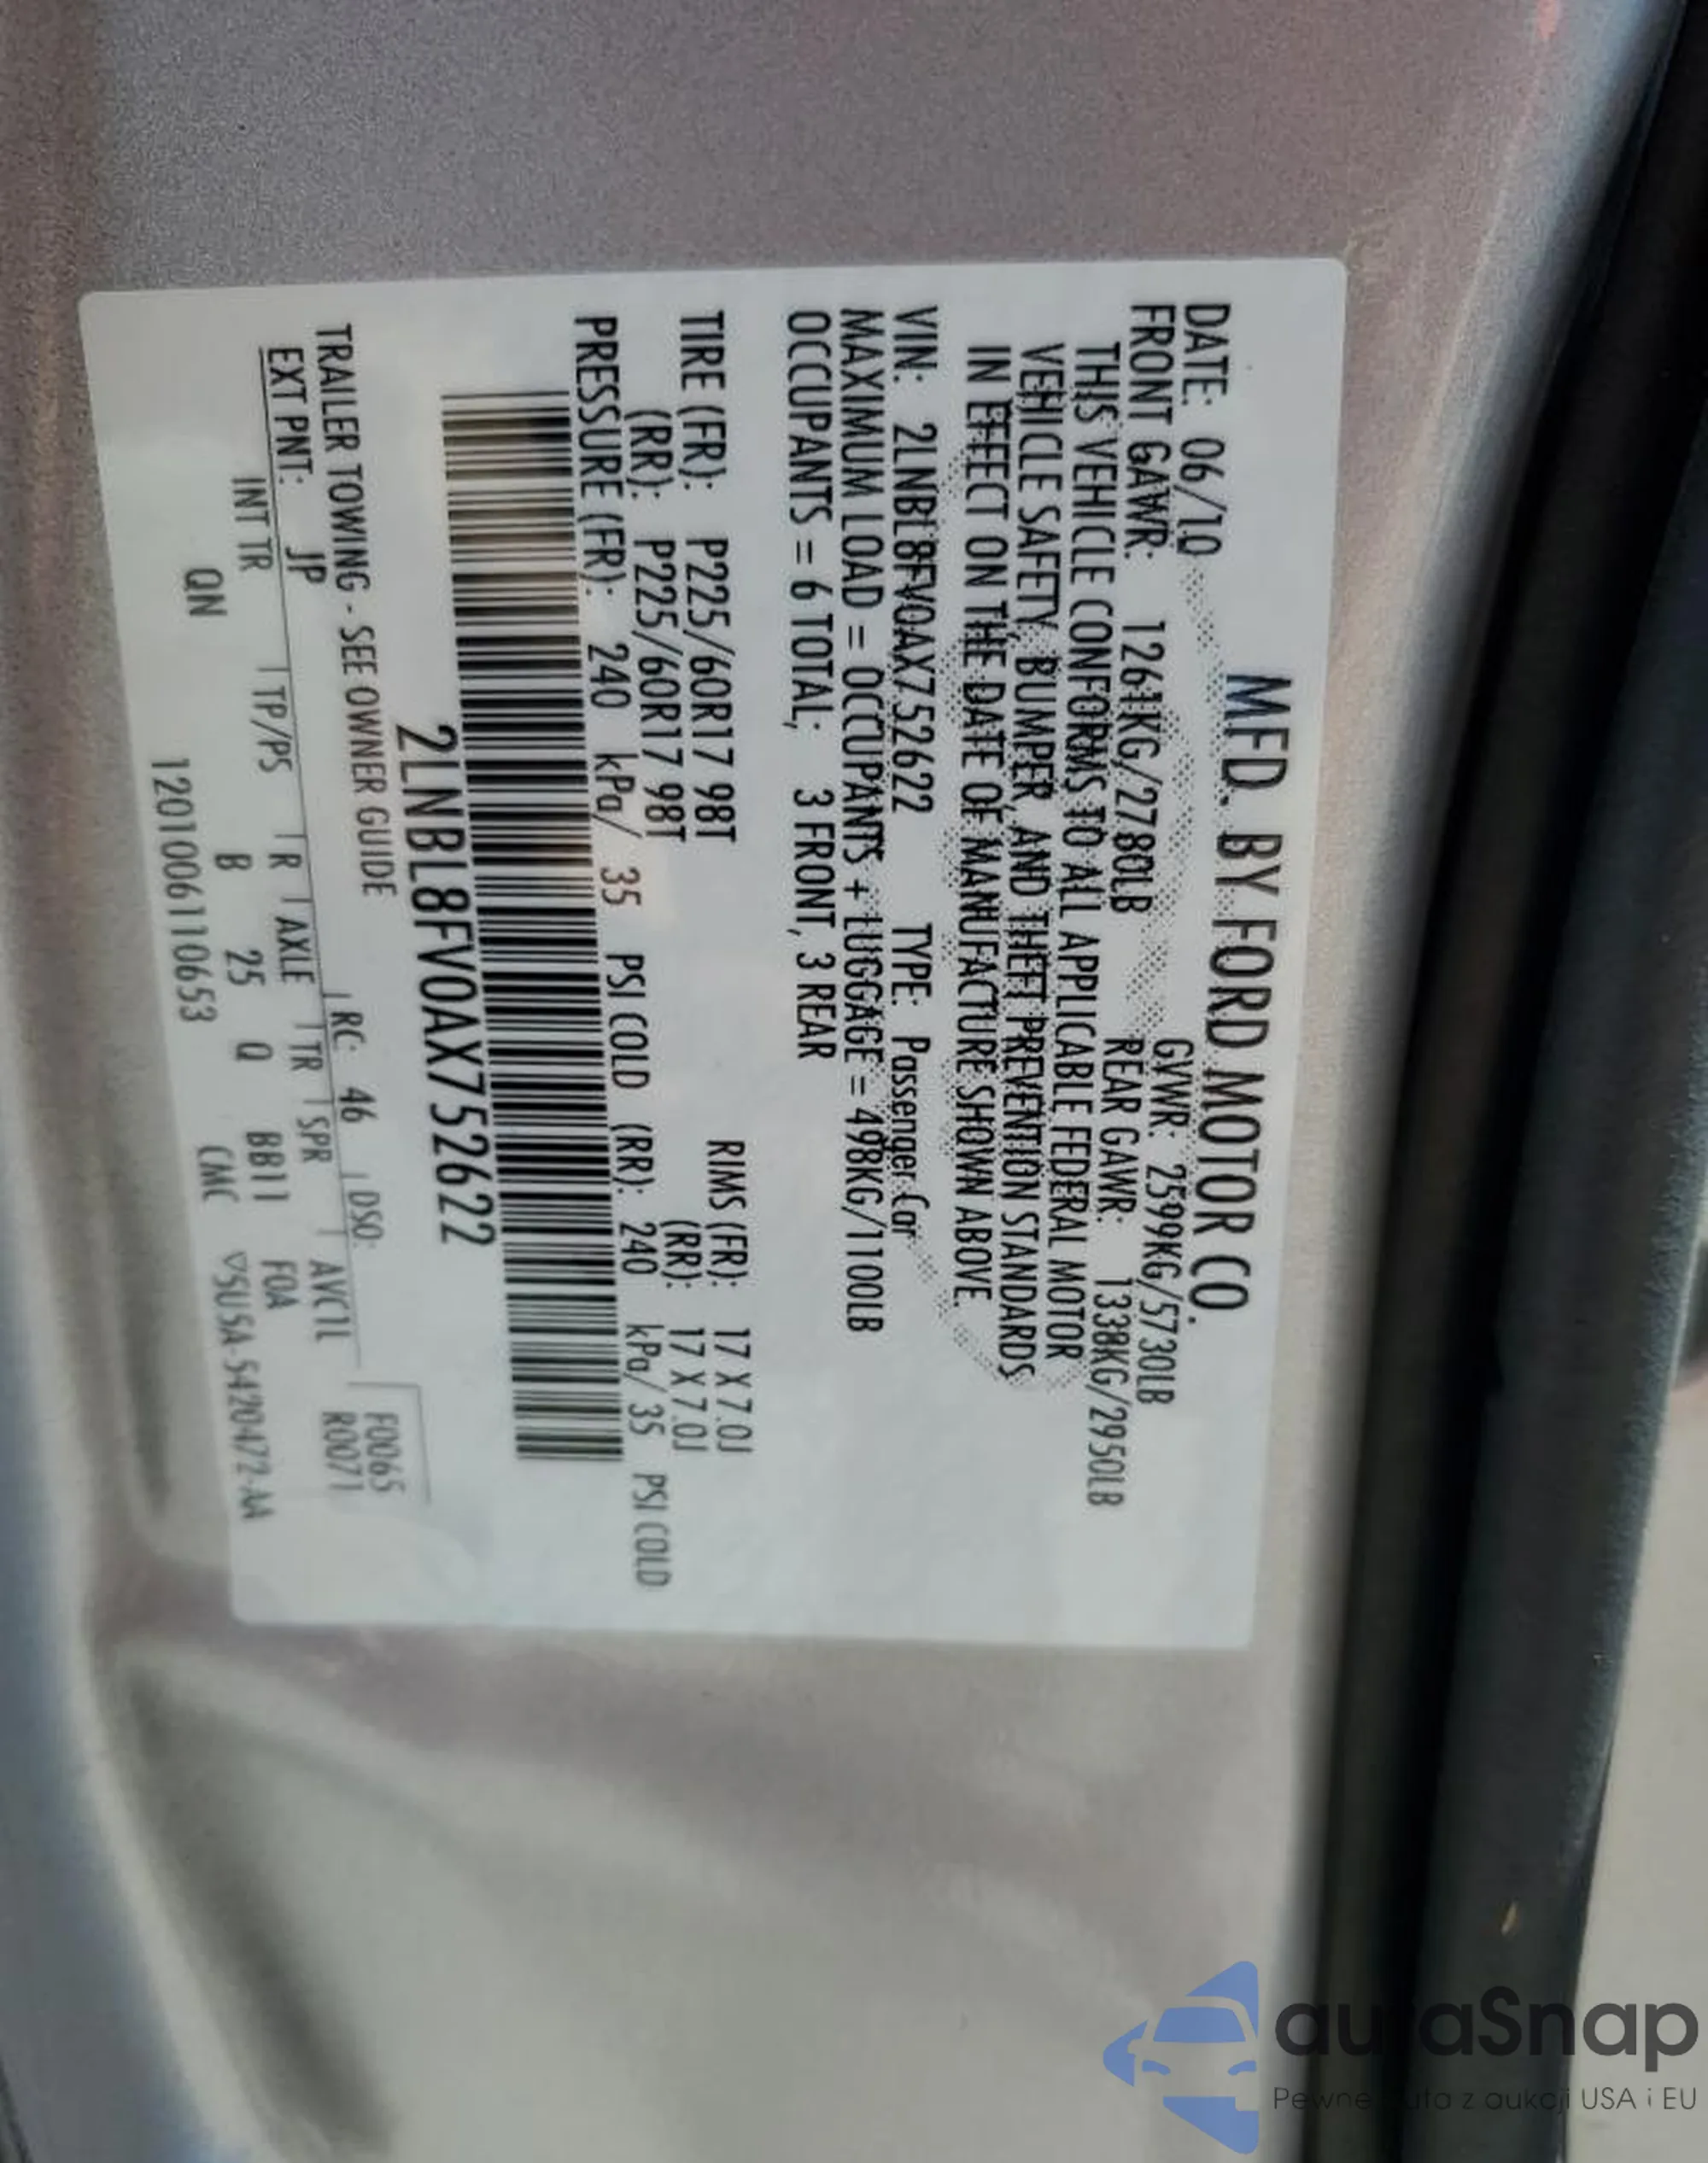 MFD. BY FORD MOTOR CO.
DATE: 06/10 GVWR: 2599KG/5730LB
FRONT GAWR: 1261KG/2780LB REAR GAWR: 1338KG/2950LB
THIS VEHICLE CONFORMS TO ALL APPLICABLE FEDERAL MOTOR
VEHICLE SAFETY, BUMPER, AND THEFT PREVENTION STANDARDS
IN EFFECT ON THE DATE OF MANUFACTURE SHOWN ABOVE.
VIN: 2LNBL8FV0AX752622 TYPE: Passenger Car
MAXIMUM LOAD = OCCUPANTS + LUGGAGE = 498KG/1100LB
OCCUPANTS = 6 TOTAL; 3 FRONT, 3 REAR
TIRE (FR): P225/60R17 98T RIMS (FR): 17 X 7.0J
(RR): P225/60R17 98T (RR): 17 X 7.0J
PRESSURE (FR): 240 kPa/ 35 PSI COLD (RR): 240 kPa/ 35 PSI COLD
2LNBL8FV0AX752622
TRAILER TOWING - SEE OWNER GUIDE
F0065
R0071
EXT PNT: JP RC: 46 DSO:
INT TR TP/PS R AXLE TR SPR AVC1L
QN B 25 Q BB11 FOA
12010061110653 CMC ▽5U5A-5420472-AA
auraSnap
Pewne auta z aukcji USA i EU